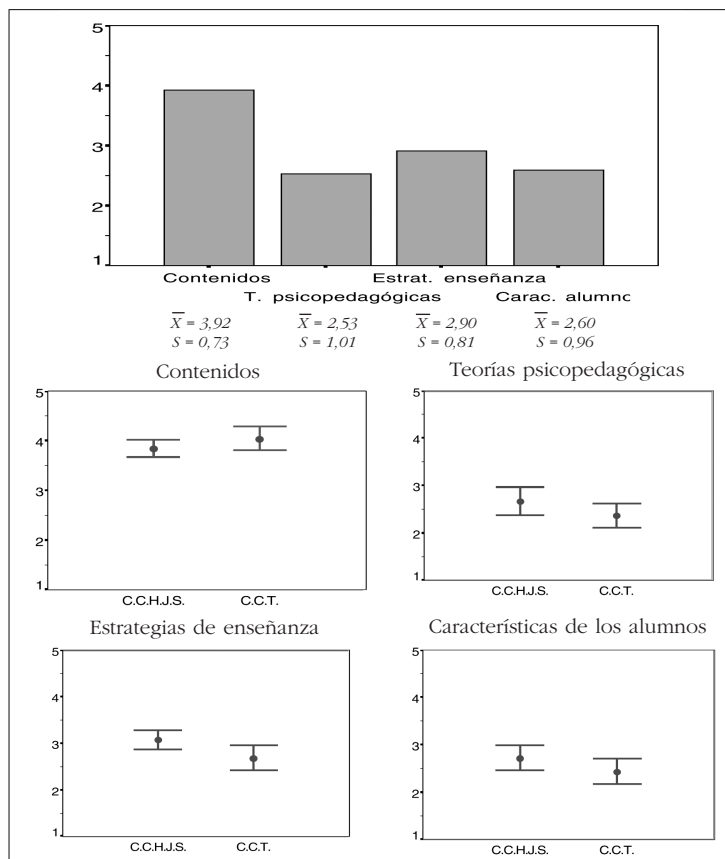 5
4
3
2
1
Contenidos Estrat. enseñanza
T. psicopedagógicas Carac. alumno
X = 3,92 X = 2,53 X = 2,90 X = 2,60
S = 0,73 S = 1,01 S = 0,81 S = 0,96
Contenidos
5
4
3
2
1
C.C.H.J.S. C.C.T.
Teorías psicopedagógicas
5
4
3
2
1
C.C.H.J.S. C.C.T.
Estrategias de enseñanza
5
4
3
2
1
C.C.H.J.S. C.C.T.
Características de los alumnos
5
4
3
2
1
C.C.H.J.S. C.C.T.